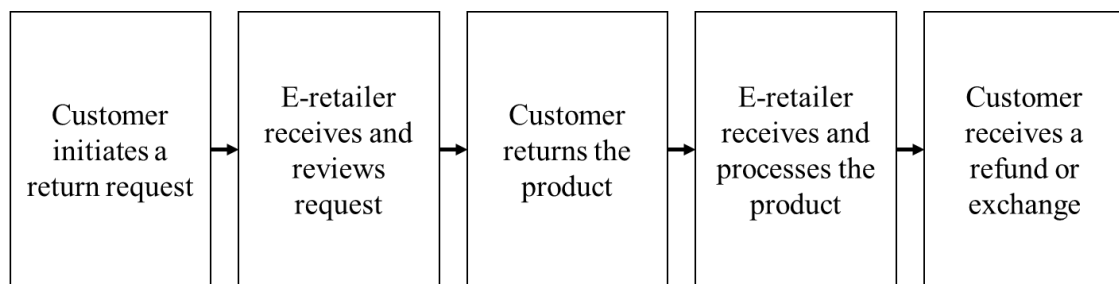 Customer
initiates a
return request
E-retailer
receives and
reviews
request
Customer
returns the
product
E-retailer
receives and
processes the
product
Customer
receives a
refund or
exchange